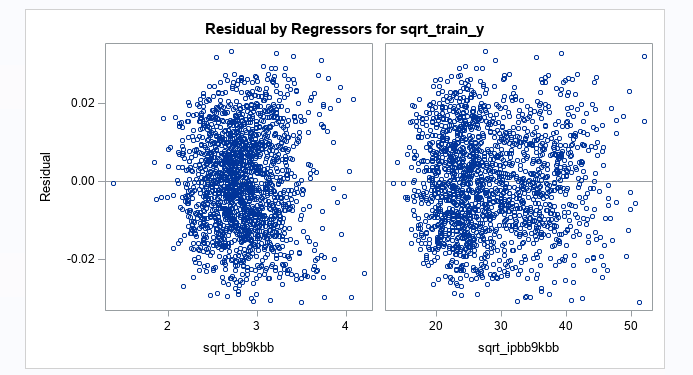 Residual by Regressors for sqrt_train_y
Residual
0.02
0.00
-0.02
2 3 4 20 30 40 50
sqrt_bb9kbb sqrt_ipbb9kbb